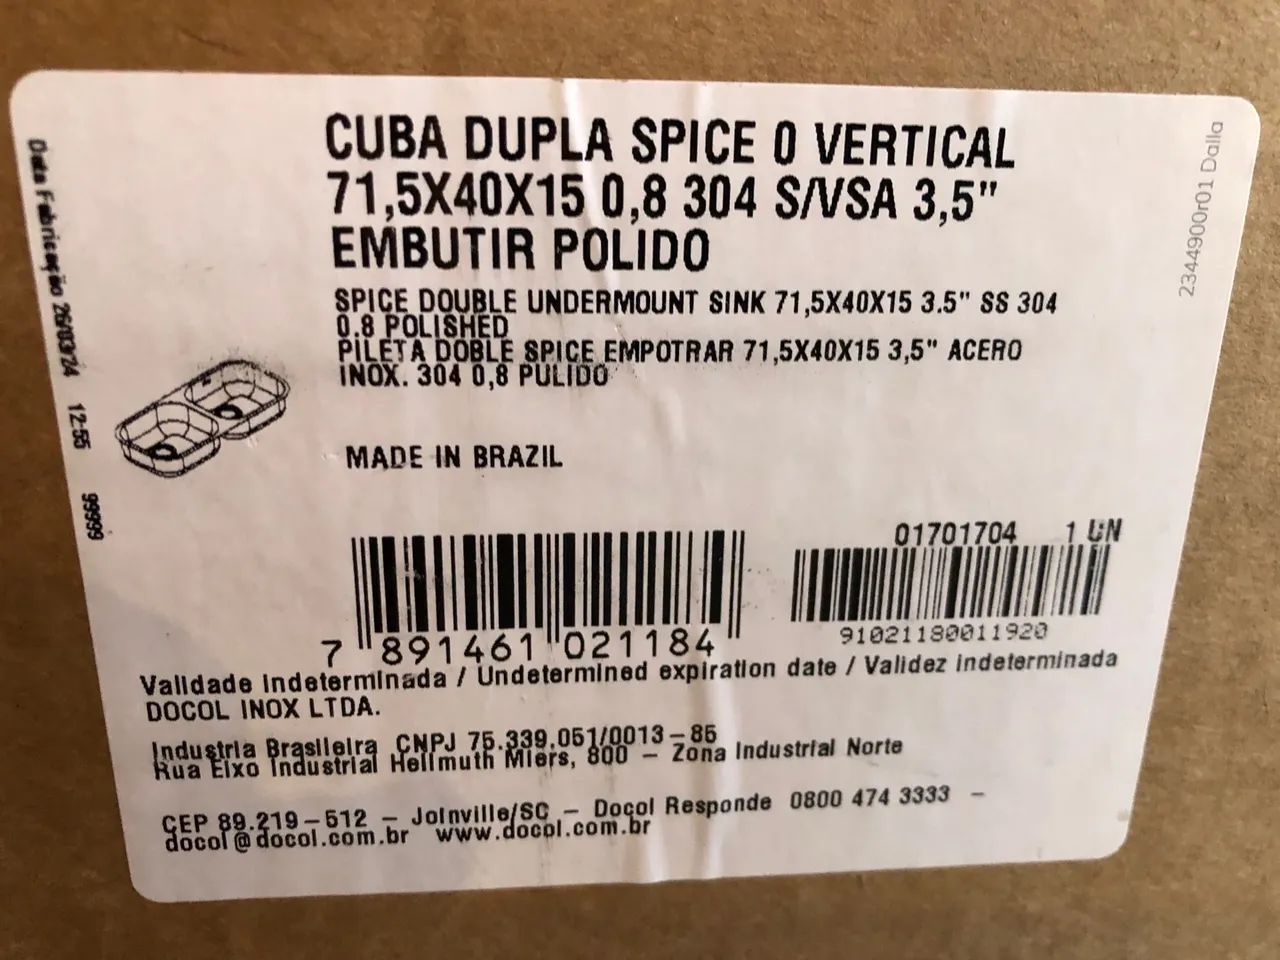 CUBA DUPLA SPICE 0 VERTICAL
71,5X40X15 0,8 304 S/VSA 3,5"
EMBUTIR POLIDO
SPICE DOUBLE UNDERMOUNT SINK 71,5X40X15 3.5" SS 304
0.8 POLISHED
PILETA DOBLE SPICE EMPOTRAR 71,5X40X15 3,5" ACERO
INOX. 304 0,8 PULIDO
MADE IN BRAZIL
Data Fabricação 26/03/24 12:55 99999
2344900r01 Dalla
01701704 1 UN
91021180011920
7 891461 021184
Validade indeterminada / Undetermined expiration date / Validez indeterminada
DOCOL INOX LTDA.
Industria Brasileira CNPJ 75.339.051/0013-85
Rua Eixo Industrial Hellmuth Miers, 800 - Zona Industrial Norte
CEP 89.219-512 - Joinville/SC - Docol Responde 0800 474 3333 -
docol@docol.com.br www.docol.com.br